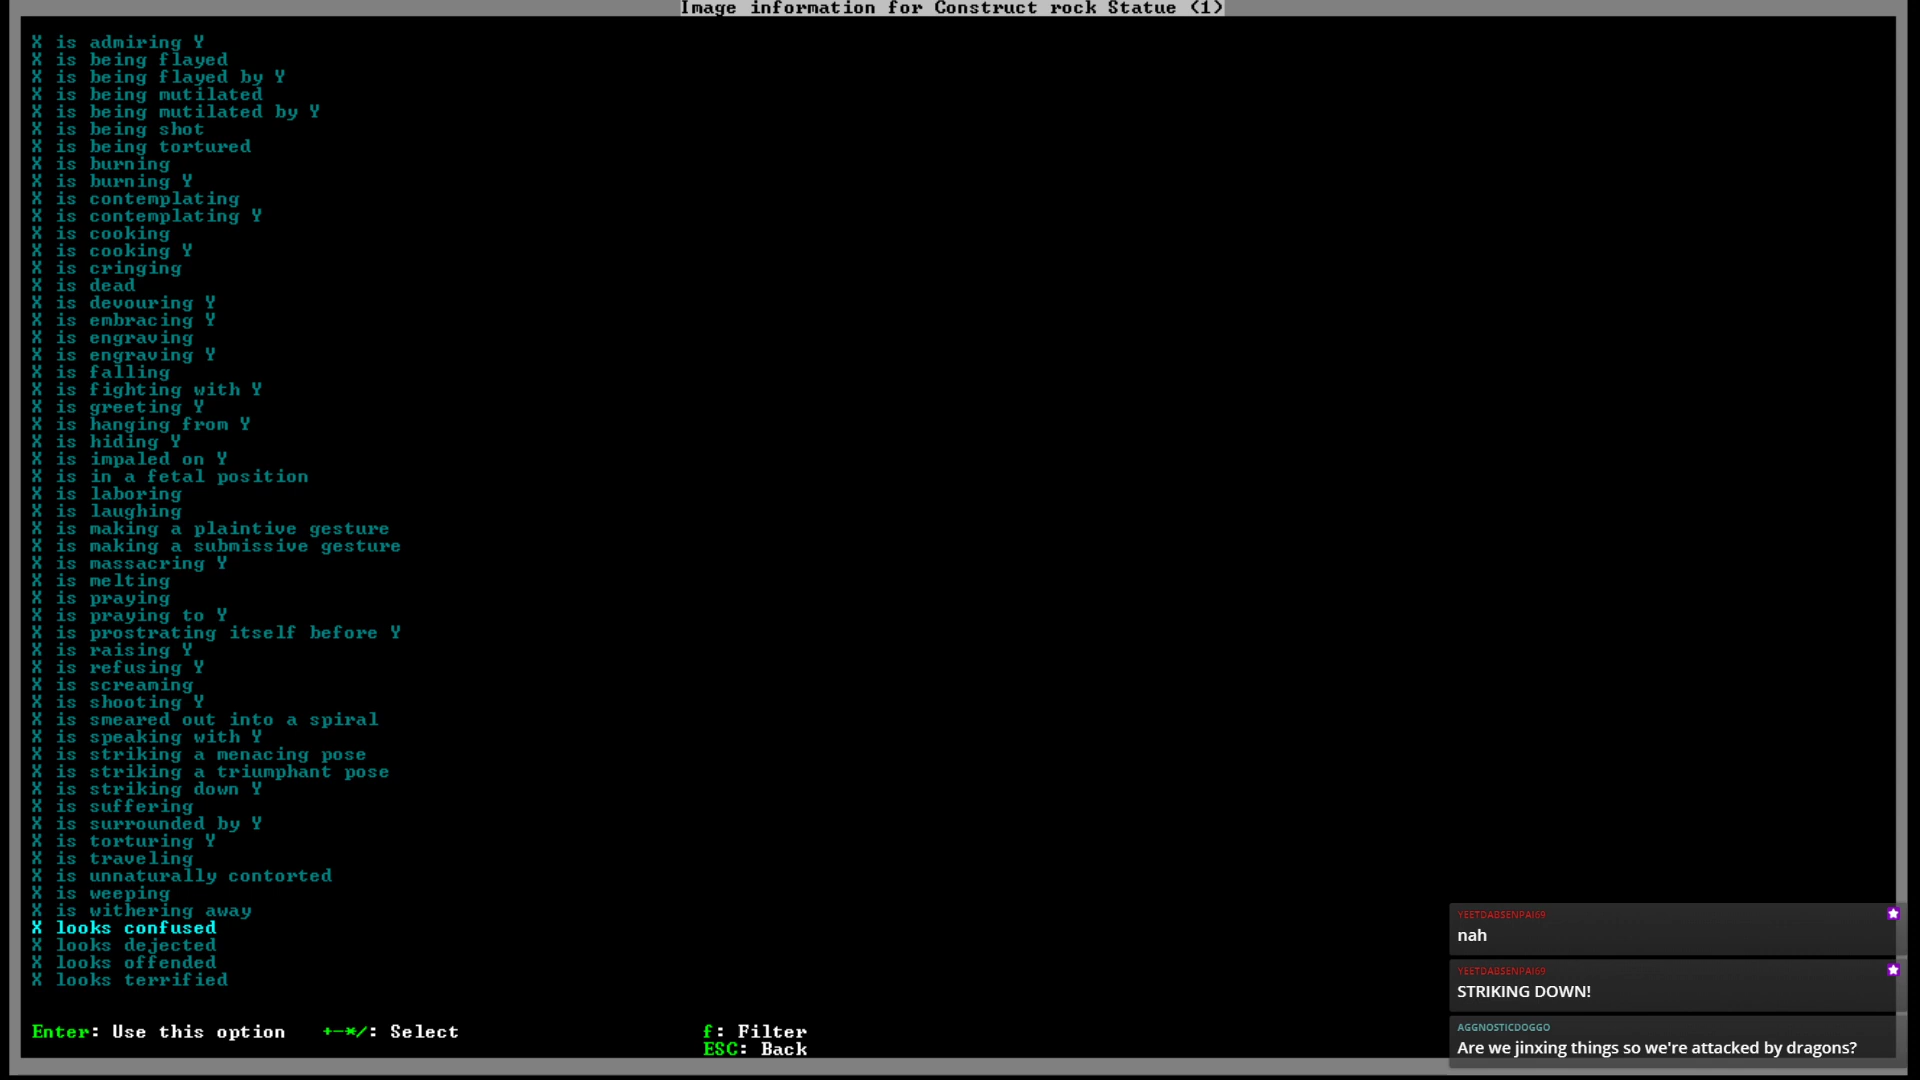 Image information for Construct rock Statue (1)
X is admiring Y
X is being flayed
X is being flayed by Y
X is being mutilated
X is being mutilated by Y
X is being shot
X is being tortured
X is burning
X is burning Y
X is contemplating
X is contemplating Y
X is cooking
X is cooking Y
X is cringing
X is dead
X is devouring Y
X is embracing Y
X is engraving
X is engraving Y
X is falling
X is fighting with Y
X is greeting Y
X is hanging from Y
X is hiding Y
X is impaled on Y
X is in a fetal position
X is laboring
X is laughing
X is making a plaintive gesture
X is making a submissive gesture
X is massacring Y
X is melting
X is praying
X is praying to Y
X is prostrating itself before Y
X is raising Y
X is refusing Y
X is screaming
X is shooting Y
X is smeared out into a spiral
X is speaking with Y
X is striking a menacing pose
X is striking a triumphant pose
X is striking down Y
X is suffering
X is surrounded by Y
X is torturing Y
X is traveling
X is unnaturally contorted
X is weeping
X is withering away
X looks confused
X looks dejected
X looks offended
X looks terrified
Enter: Use this option +-*/: Select f: Filter
ESC: Back
YEETDABSENPAI69
nah
YEETDABSENPAI69
STRIKING DOWN!
AGGNOSTICDOGGO
Are we jinxing things so we're attacked by dragons?